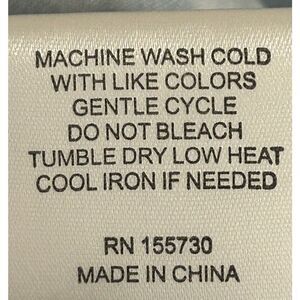 MACHINE WASH COLD
WITH LIKE COLORS
GENTLE CYCLE
DO NOT BLEACH
TUMBLE DRY LOW HEAT
COOL IRON IF NEEDED
RN 155730
MADE IN CHINA